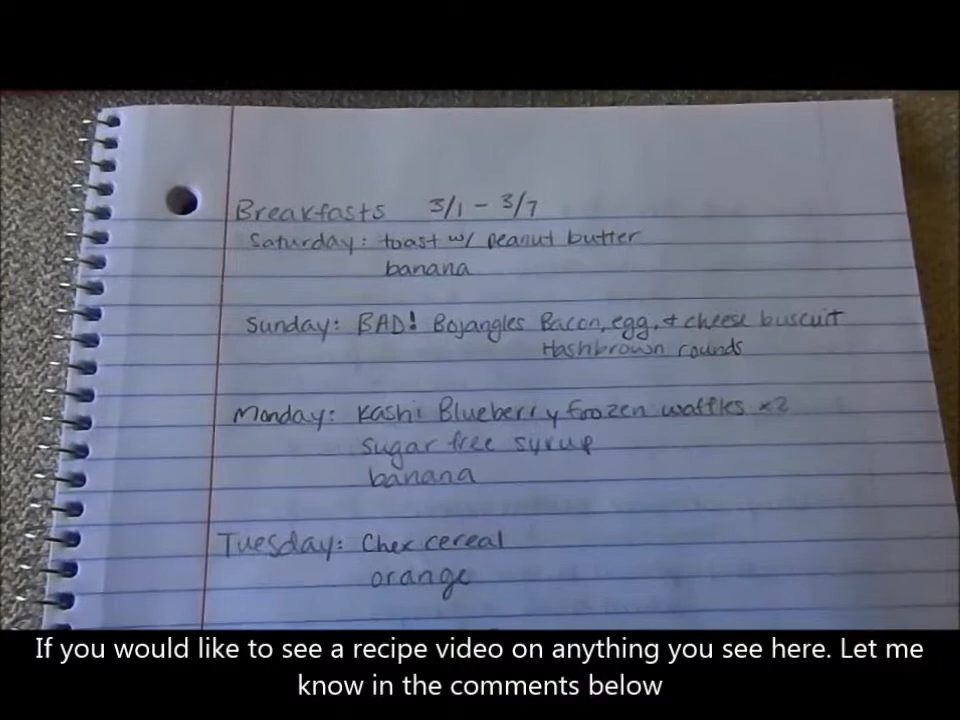 Breakfasts 3/1 - 3/7
Saturday: toast w/ peanut butter
banana
Sunday: BAD! Bojangles Bacon, egg, + cheese buscuit
Hashbrown rounds
Monday: Kashi Blueberry froozen waffles x2
sugar free syrup
banana
Tuesday: Chex cereal
orange
If you would like to see a recipe video on anything you see here. Let me
know in the comments below